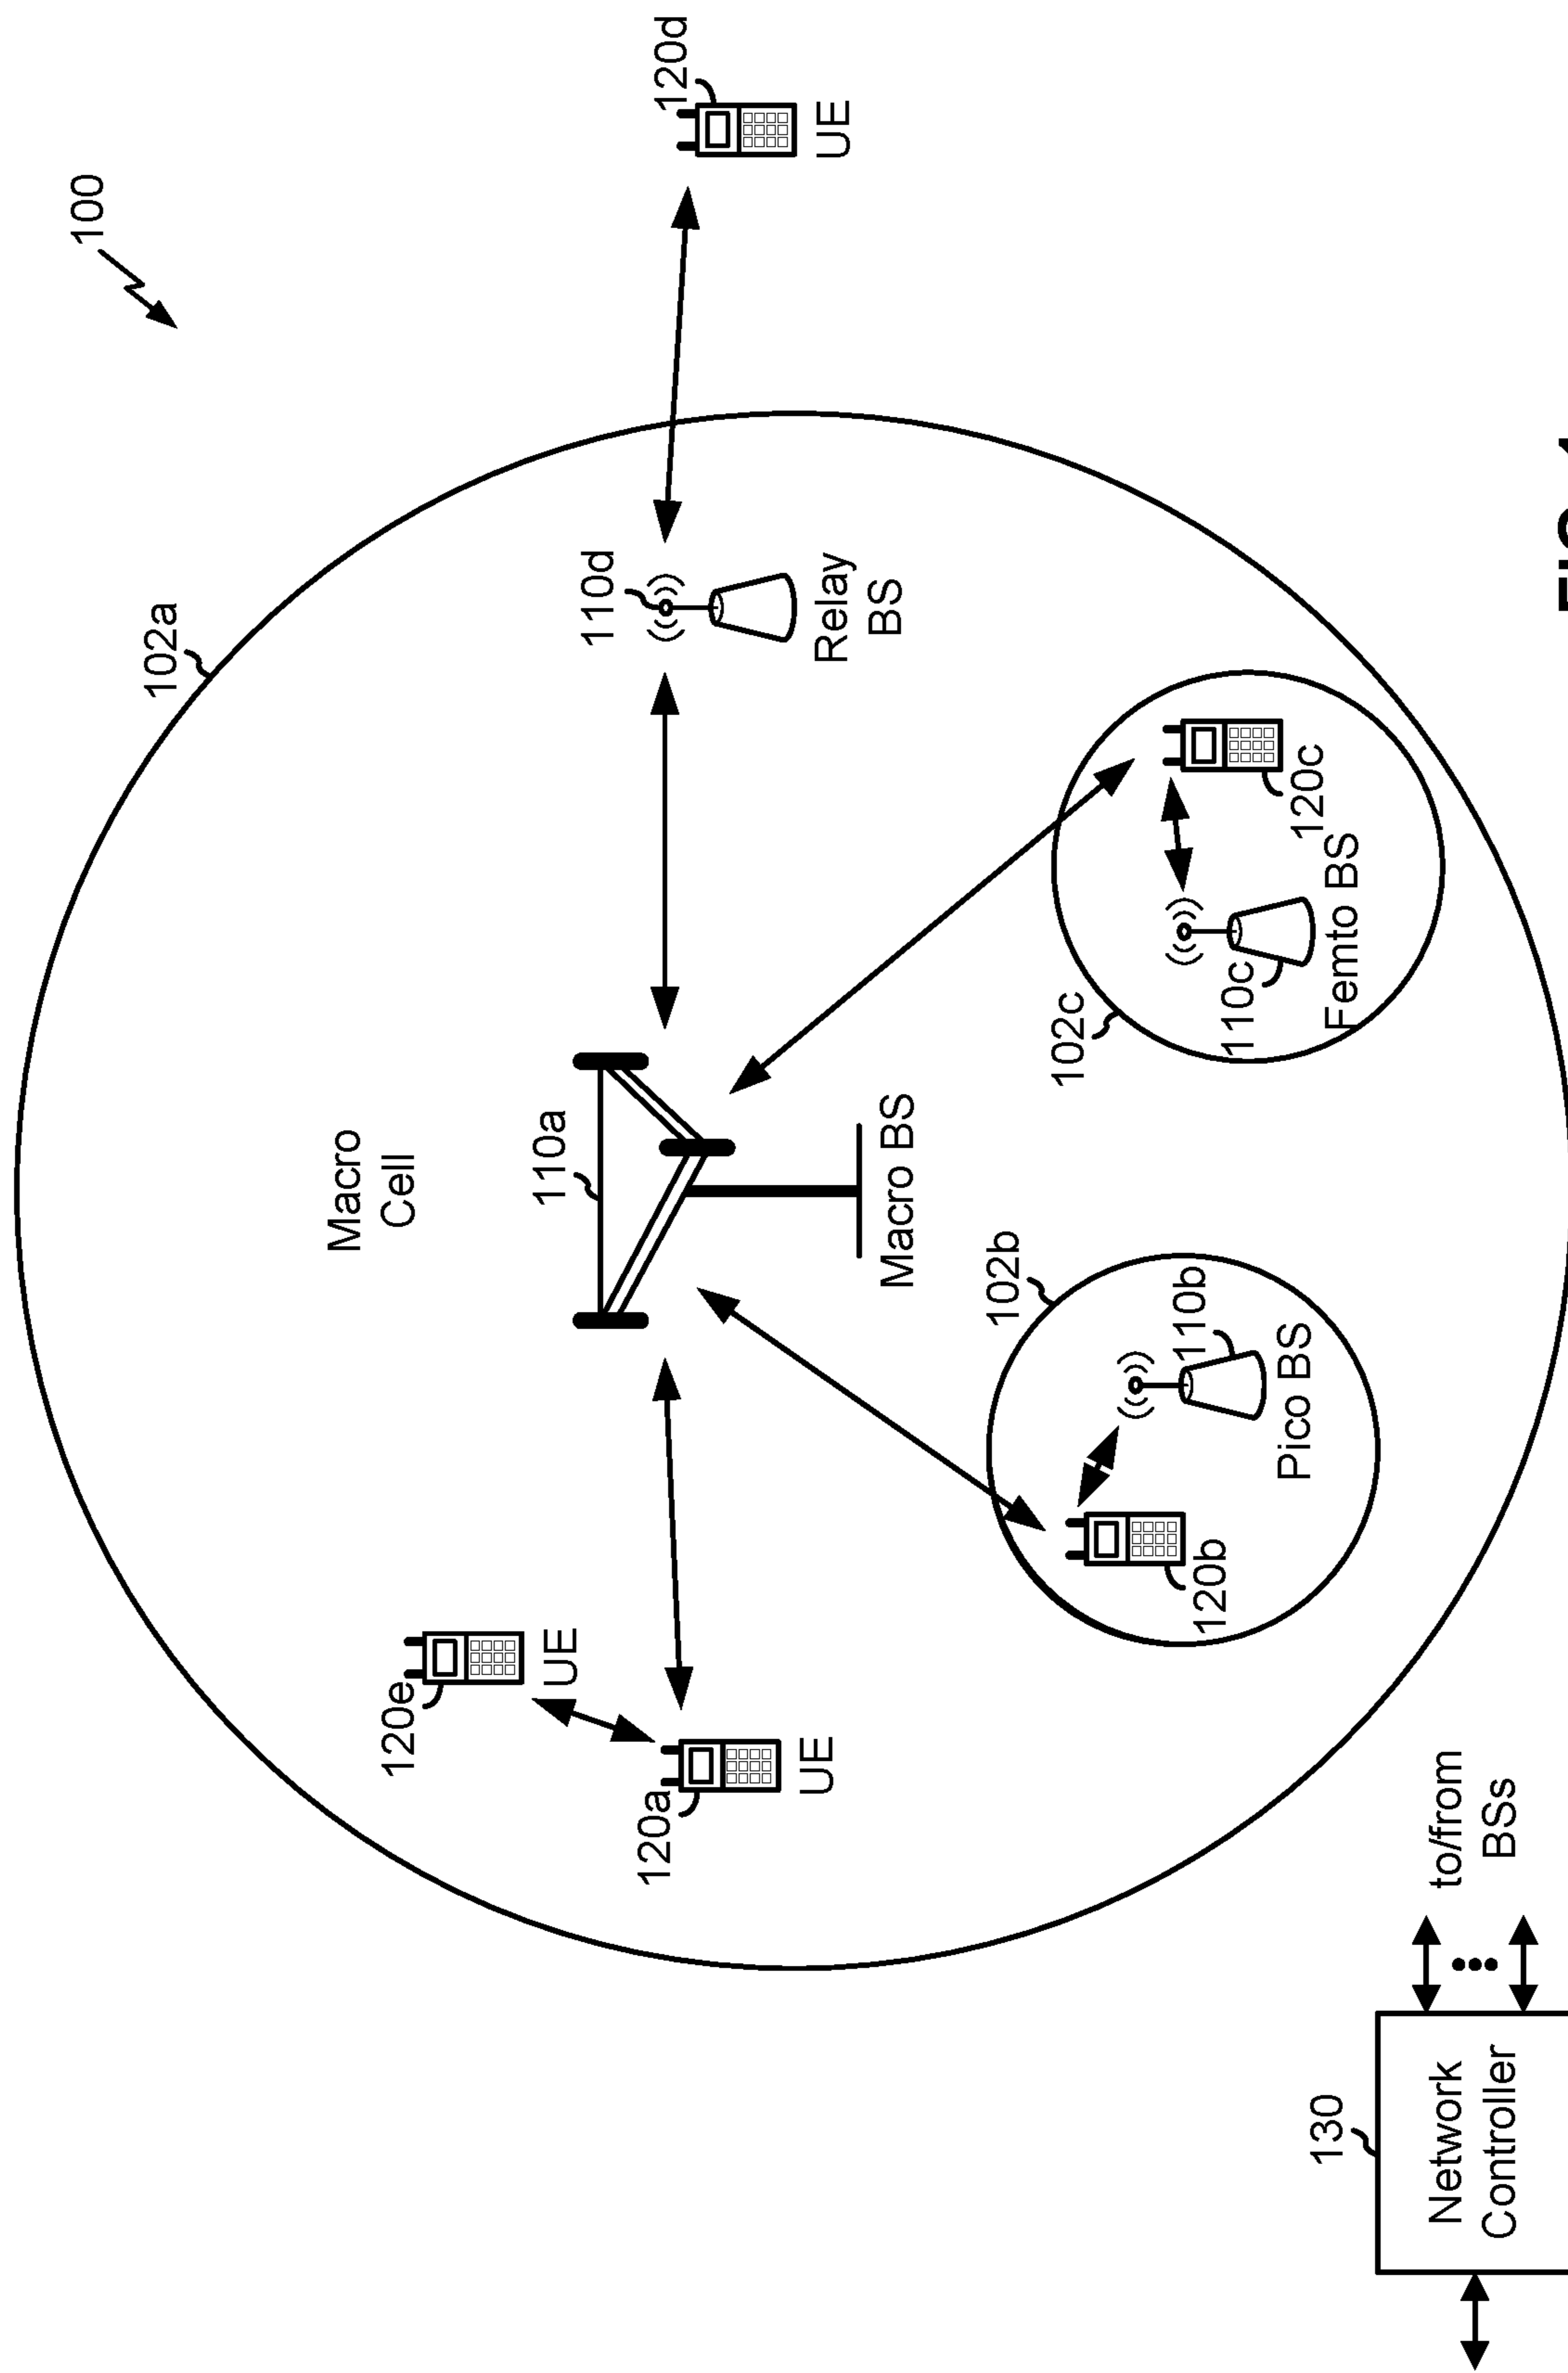 100
102a
Macro
Cell
110a
110d
120d
120e
UE
120a
UE
UE
Relay
BS
Macro BS
102b
102c
120b
110b
Pico BS
110c
120c
Femto BS
130
Network
Controller
to/from
BSs